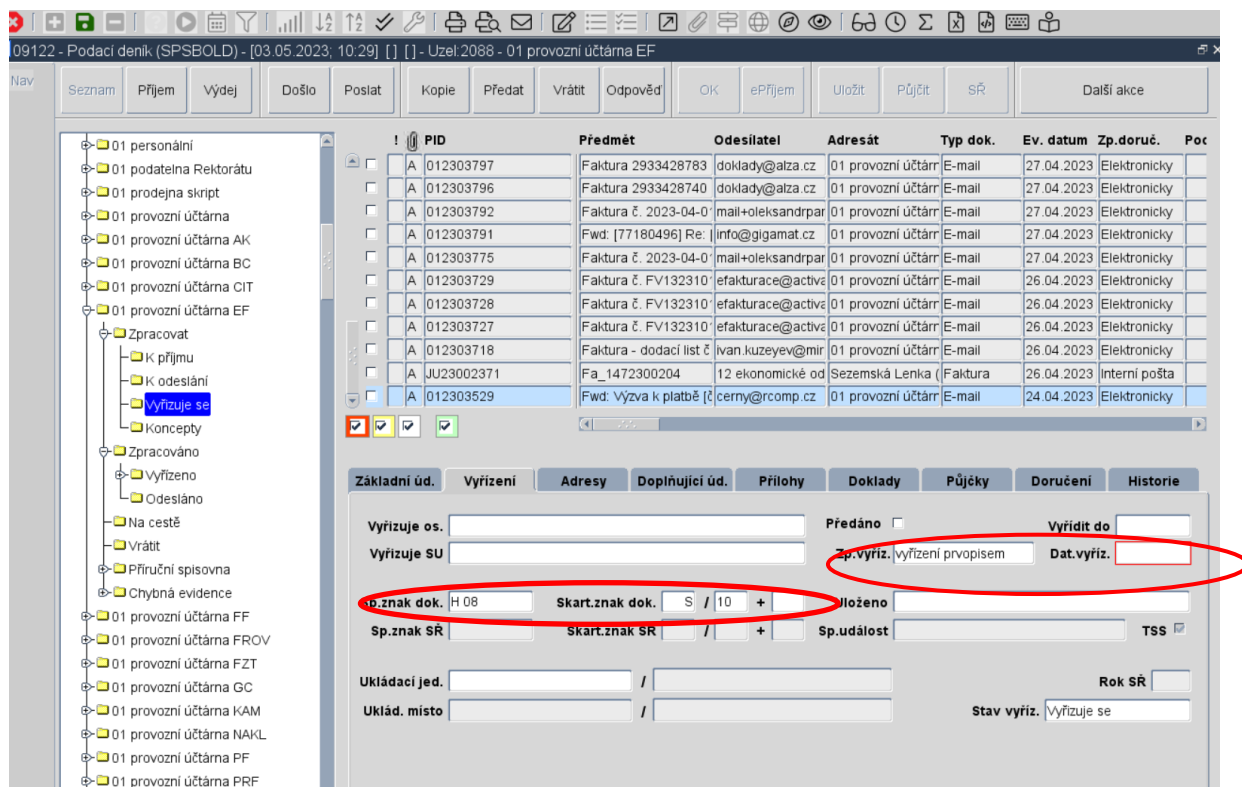 09122 - Podací deník (SPSBOLD) - [03.05.2023; 10:29] [ ] [ ] - Uzel:2088 - 01 provozní účtárna EF
Nav
Seznam Příjem Výdej Došlo Poslat Kopie Předat Vrátit Odpověď OK ePříjem Uložit Půjčit SŘ Další akce
01 personální
01 podatelna Rektorátu
01 prodejna skript
01 provozní účtárna
01 provozní účtárna AK
01 provozní účtárna BC
01 provozní účtárna CIT
01 provozní účtárna EF
Zpracovat
K příjmu
K odeslání
Vyřizuje se
Koncepty
Zpracováno
Vyřízeno
Odesláno
Na cestě
Vrátit
Příruční spisovna
Chybná evidence
01 provozní účtárna FF
01 provozní účtárna FROV
01 provozní účtárna FZT
01 provozní účtárna GC
01 provozní účtárna KAM
01 provozní účtárna NAKL
01 provozní účtárna PF
01 provozní účtárna PRF
! PID Předmět Odesílatel Adresát Typ dok. Ev. datum Zp.doruč. Poč
A 012303797 Faktura 2933428783 doklady@alza.cz 01 provozní účtárn E-mail 27.04.2023 Elektronicky
A 012303796 Faktura 2933428740 doklady@alza.cz 01 provozní účtárn E-mail 27.04.2023 Elektronicky
A 012303792 Faktura č. 2023-04-01 mail+oleksandrpar 01 provozní účtárn E-mail 27.04.2023 Elektronicky
A 012303791 Fwd: [77180496] Re: | info@gigamat.cz 01 provozní účtárn E-mail 27.04.2023 Elektronicky
A 012303775 Faktura č. 2023-04-0 mail+oleksandrpar 01 provozní účtárn E-mail 27.04.2023 Elektronicky
A 012303729 Faktura č. FV132310 efakturace@activa 01 provozní účtárn E-mail 26.04.2023 Elektronicky
A 012303728 Faktura č. FV132310 efakturace@activa 01 provozní účtárn E-mail 26.04.2023 Elektronicky
A 012303727 Faktura č. FV132310 efakturace@activa 01 provozní účtárn E-mail 26.04.2023 Elektronicky
A 012303718 Faktura - dodací list č ivan.kuzeyev@mir 01 provozní účtárn E-mail 26.04.2023 Elektronicky
A JU23002371 Fa_1472300204 12 ekonomické od Sezemská Lenka ( Faktura 26.04.2023 Interní pošta
A 012303529 Fwd: Výzva k platbě [č cerny@rcomp.cz 01 provozní účtárn E-mail 24.04.2023 Elektronicky
Základní úd. Vyřízení Adresy Doplňující úd. Přílohy Doklady Půjčky Doručení Historie
Vyřizuje os. Předáno Vyřídit do
Vyřizuje SU Zp.vyříz. vyřízení prvopisem Dat.vyříz.
Sp.znak dok. H 08 Skart.znak dok. S / 10 + Uloženo
Sp.znak SŘ Skart.znak SŘ / + Sp.událost TSS
Ukládací jed. / Rok SŘ
Uklád. místo / Stav vyříz. Vyřizuje se